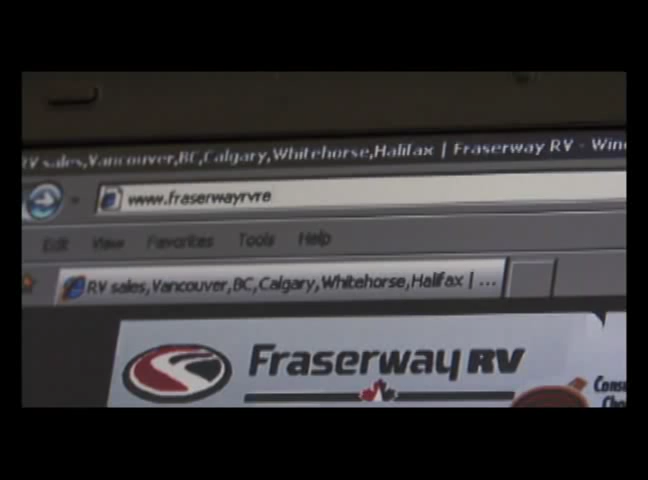 RV sales,Vancouver,BC,Calgary,Whitehorse,Halifax | Fraserway RV - Win
www.fraserwayrvre
Edit View Favorites Tools Help
RV sales,Vancouver,BC,Calgary,Whitehorse,Halifax | ...
Fraserway RV